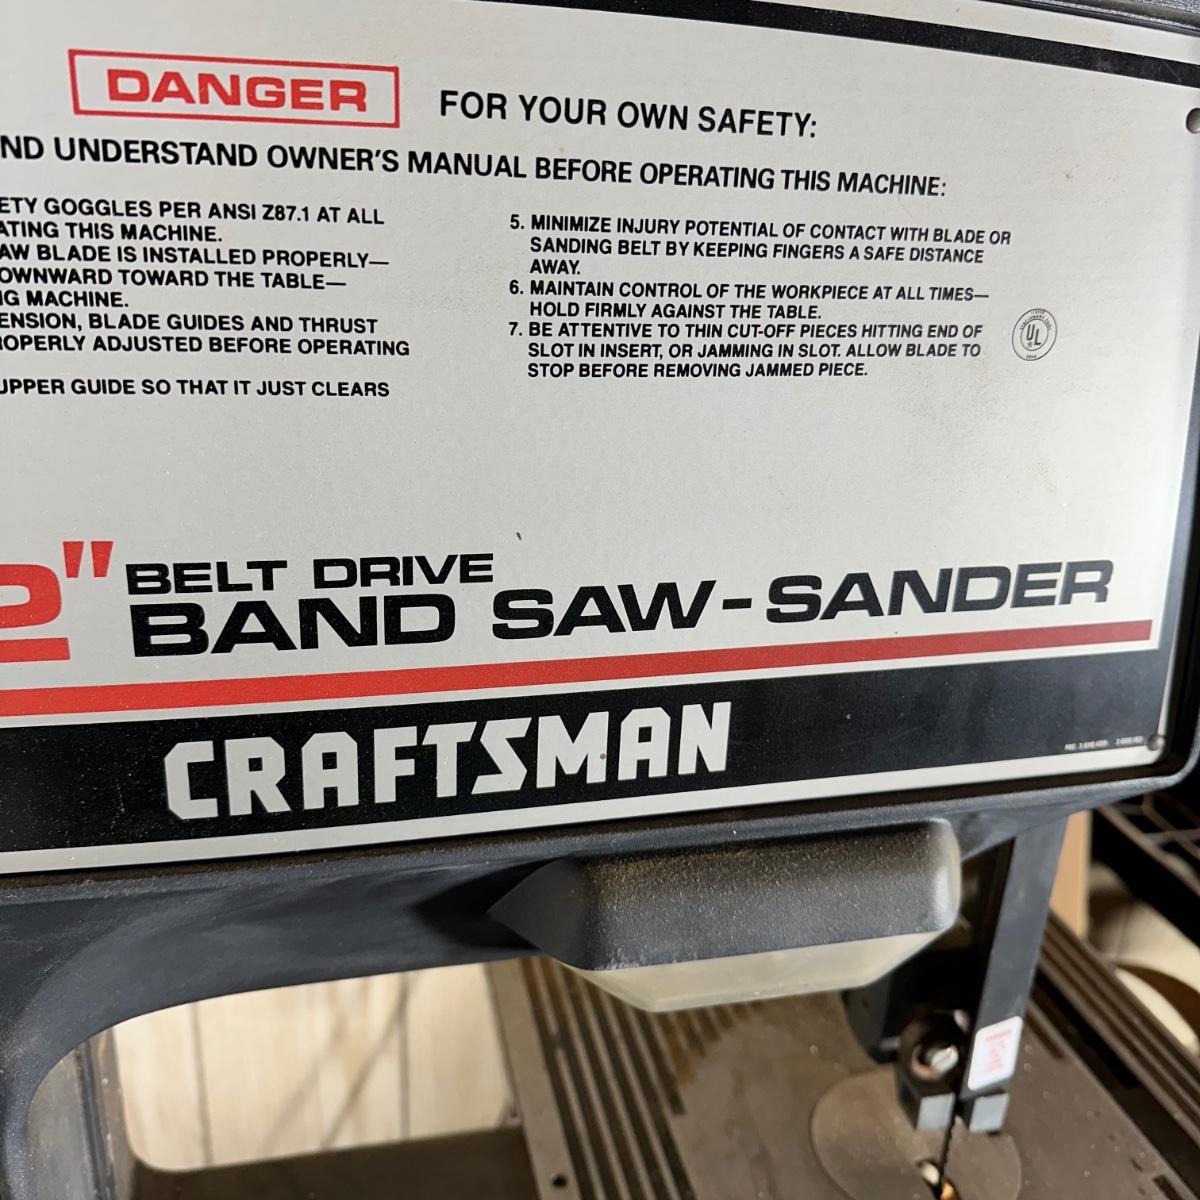 DANGER
FOR YOUR OWN SAFETY:
ND UNDERSTAND OWNER'S MANUAL BEFORE OPERATING THIS MACHINE:
ETY GOGGLES PER ANSI Z87.1 AT ALL
ATING THIS MACHINE.
AW BLADE IS INSTALLED PROPERLY—
OWNWARD TOWARD THE TABLE—
G MACHINE.
ENSION, BLADE GUIDES AND THRUST
ROPERLY ADJUSTED BEFORE OPERATING
UPPER GUIDE SO THAT IT JUST CLEARS
5. MINIMIZE INJURY POTENTIAL OF CONTACT WITH BLADE OR
SANDING BELT BY KEEPING FINGERS A SAFE DISTANCE
AWAY.
6. MAINTAIN CONTROL OF THE WORKPIECE AT ALL TIMES—
HOLD FIRMLY AGAINST THE TABLE.
7. BE ATTENTIVE TO THIN CUT-OFF PIECES HITTING END OF
SLOT IN INSERT, OR JAMMING IN SLOT. ALLOW BLADE TO
STOP BEFORE REMOVING JAMMED PIECE.
UL
2" BELT DRIVE
BAND SAW-SANDER
CRAFTSMAN